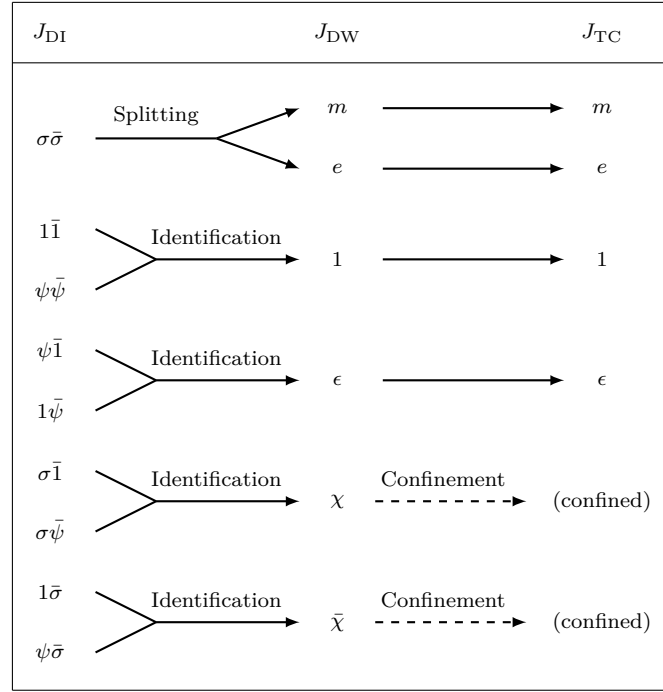 J_DI J_DW J_TC
Splitting m m
σσ̄
e e
11̄
Identification 1 1
ψψ̄
ψ1̄
Identification ϵ ϵ
1ψ̄
σ1̄
Identification χ Confinement (confined)
σψ̄
1σ̄
Identification χ̄ Confinement (confined)
ψσ̄